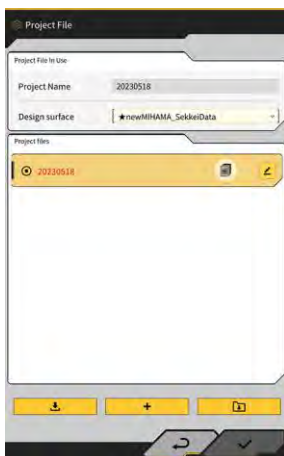 Project File
Project File In Use
Project Name 20230518
Design surface ★newMIHAMA_SekkeiData
Project files
20230518